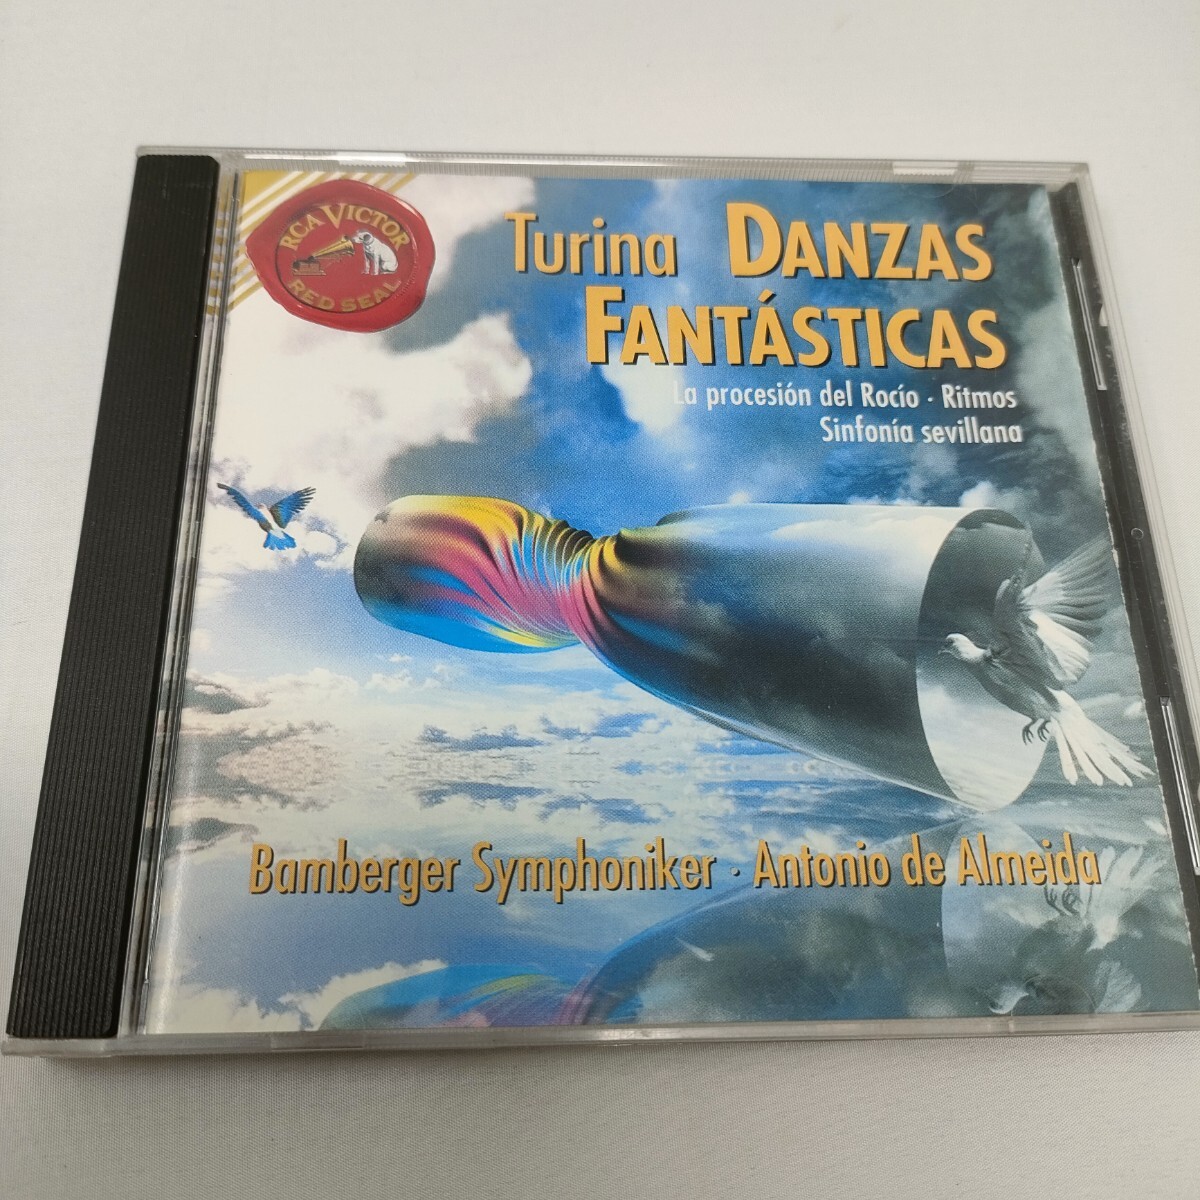 RCA VICTOR
RED SEAL
Turina DANZAS
FANTÁSTICAS
La procesión del Rocío · Ritmos
Sinfonía sevillana
Bamberger Symphoniker · Antonio de Almeida